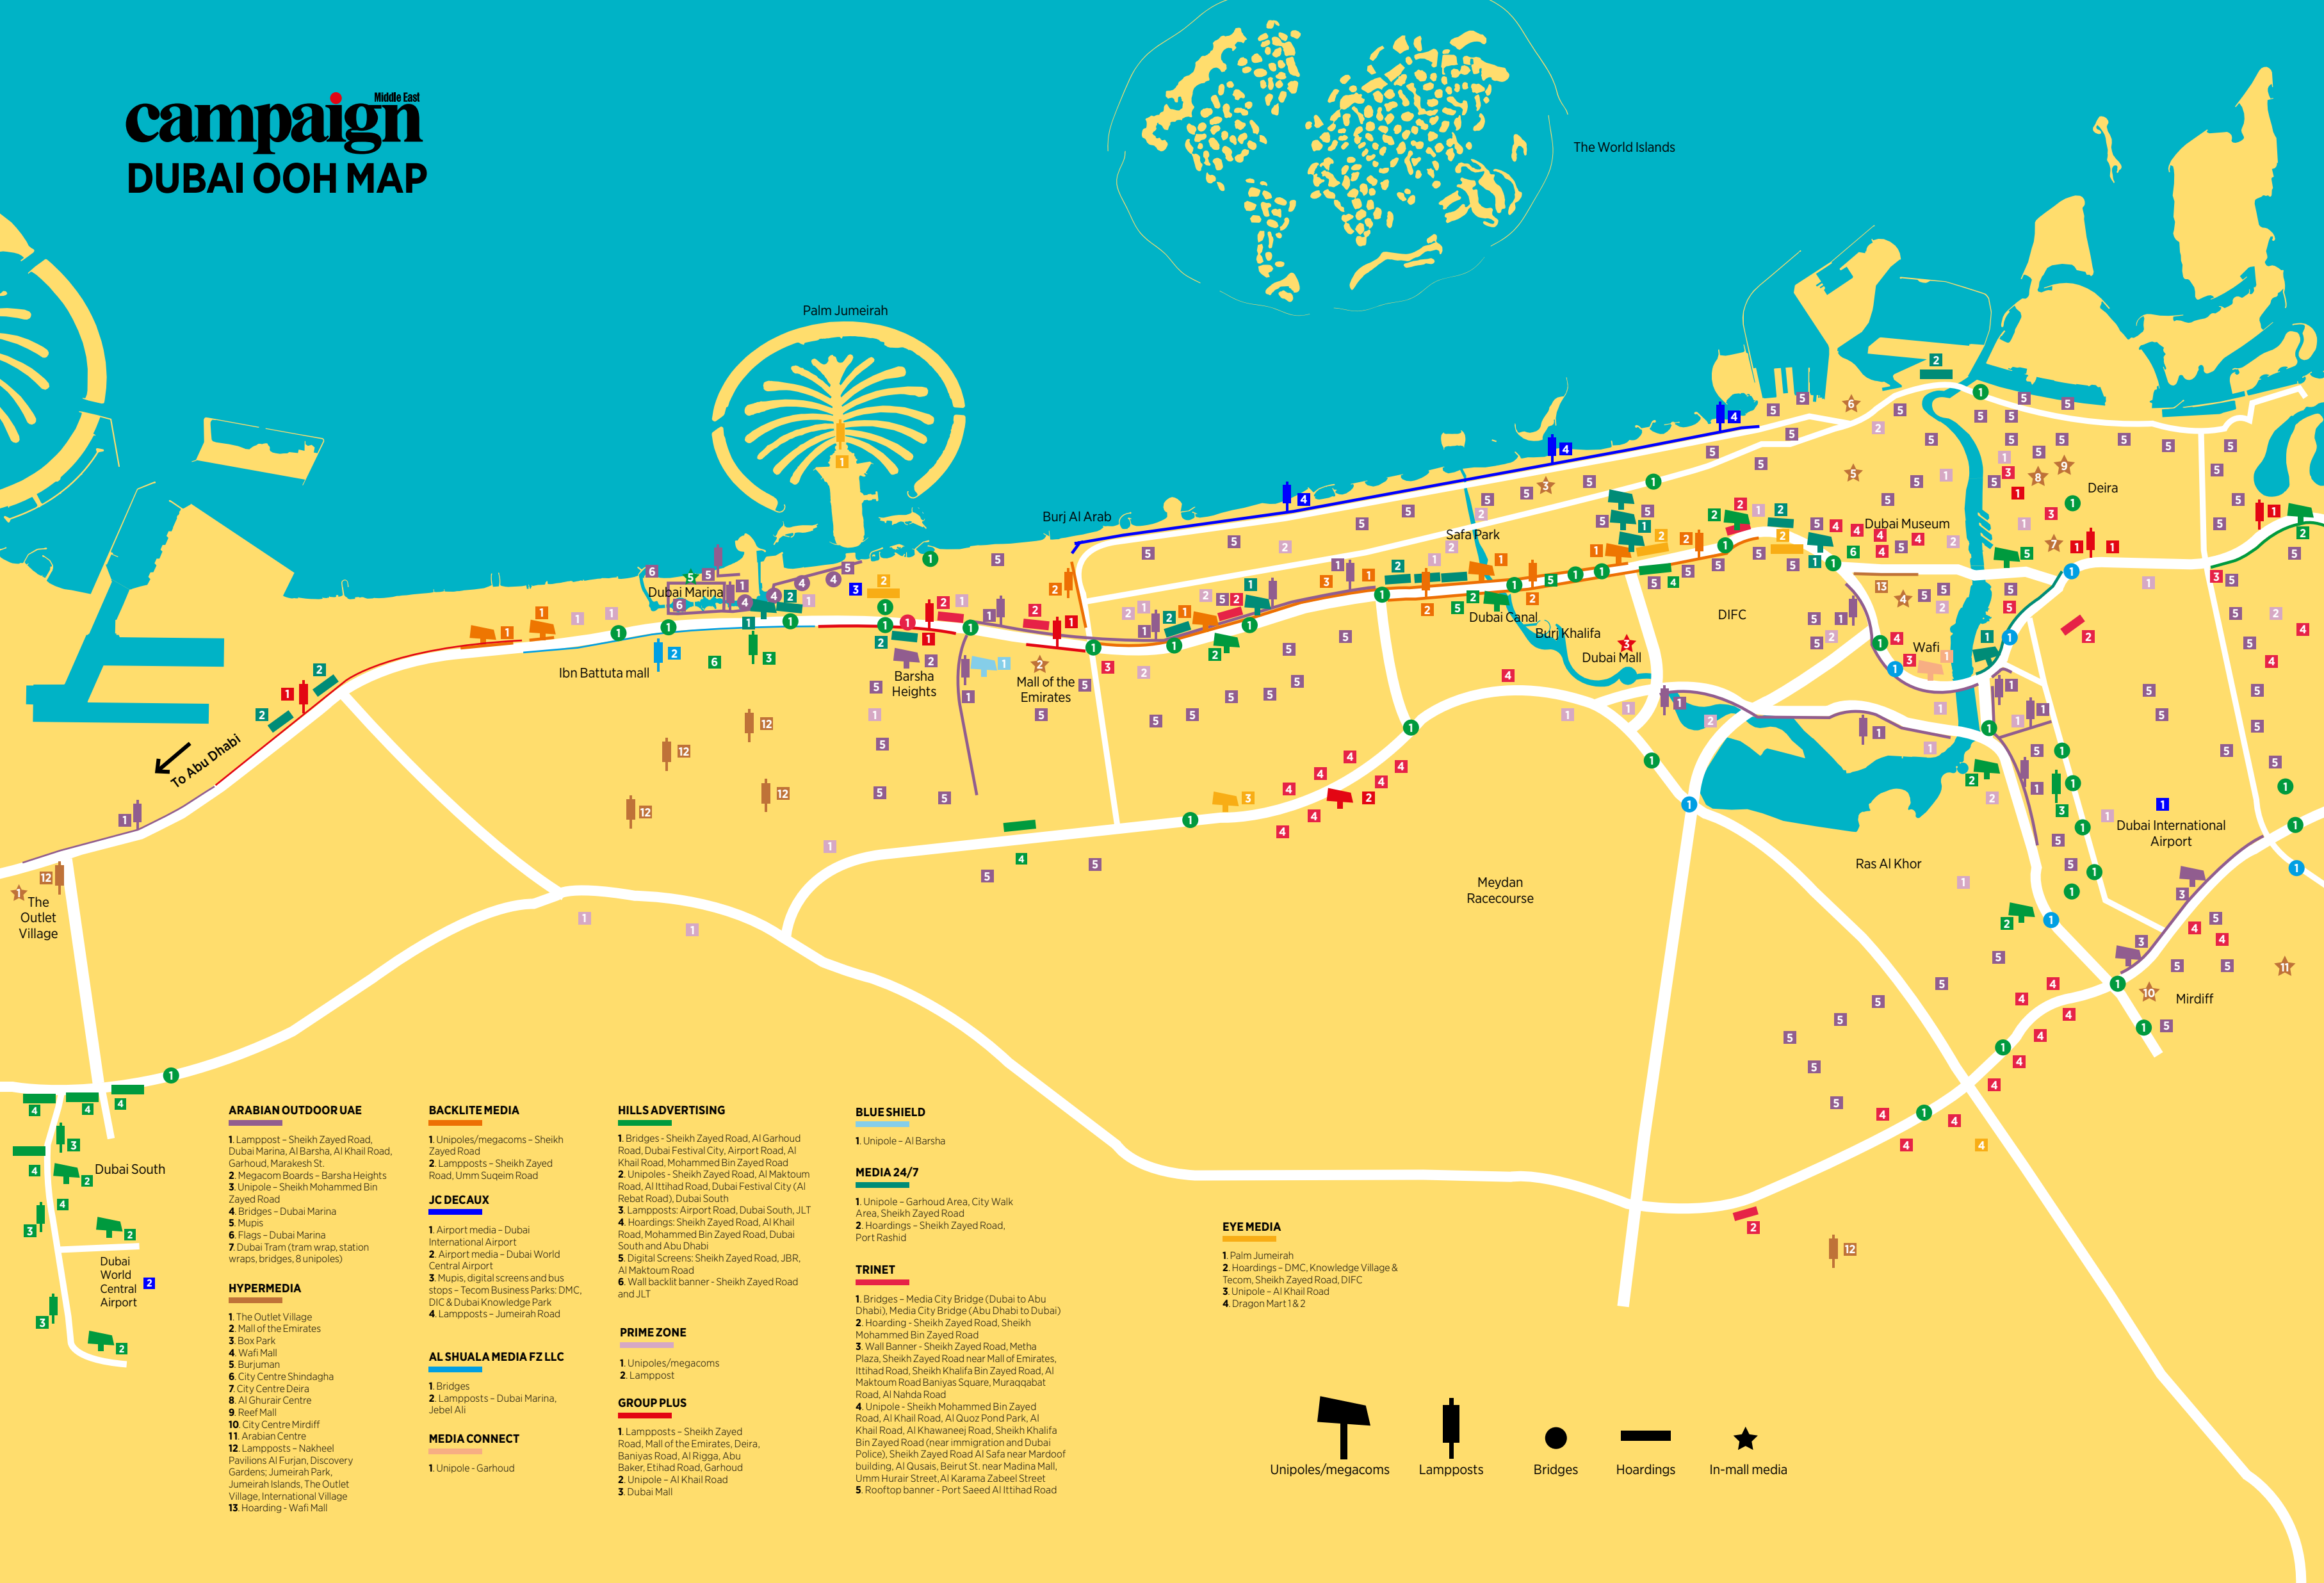 campaign
Middle East
DUBAI OOH MAP
The World Islands
Palm Jumeirah
Burj Al Arab
Safa Park
Dubai Museum
Deira
Dubai Marina
Dubai Canal
Burj Khalifa
Dubai Mall
DIFC
Wafi
Ibn Battuta mall
Barsha
Heights
Mall of the
Emirates
To Abu Dhabi
Dubai International
Airport
Ras Al Khor
Meydan
Racecourse
The
Outlet
Village
Mirdiff
Dubai South
Dubai
World
Central
Airport
ARABIAN OUTDOOR UAE
1. Lamppost – Sheikh Zayed Road,
Dubai Marina, Al Barsha, Al Khail Road,
Garhoud, Marakesh St.
2. Megacom Boards – Barsha Heights
3. Unipole – Sheikh Mohammed Bin
Zayed Road
4. Bridges – Dubai Marina
5. Mupis
6. Flags – Dubai Marina
7. Dubai Tram (tram wrap, station
wraps, bridges, 8 unipoles)
HYPERMEDIA
1. The Outlet Village
2. Mall of the Emirates
3. Box Park
4. Wafi Mall
5. Burjuman
6. City Centre Shindagha
7. City Centre Deira
8. Al Ghurair Centre
9. Reef Mall
10. City Centre Mirdiff
11. Arabian Centre
12. Lampposts – Nakheel
Pavilions Al Furjan, Discovery
Gardens; Jumeirah Park,
Jumeirah Islands, The Outlet
Village, International Village
13. Hoarding - Wafi Mall
BACKLITE MEDIA
1. Unipoles/megacoms – Sheikh
Zayed Road
2. Lampposts – Sheikh Zayed
Road, Umm Suqeim Road
JC DECAUX
1. Airport media – Dubai
International Airport
2. Airport media – Dubai World
Central Airport
3. Mupis, digital screens and bus
stops – Tecom Business Parks: DMC,
DIC & Dubai Knowledge Park
4. Lampposts – Jumeirah Road
AL SHUALA MEDIA FZ LLC
1. Bridges
2. Lampposts – Dubai Marina,
Jebel Ali
MEDIA CONNECT
1. Unipole - Garhoud
HILLS ADVERTISING
1. Bridges - Sheikh Zayed Road, Al Garhoud
Road, Dubai Festival City, Airport Road, Al
Khail Road, Mohammed Bin Zayed Road
2. Unipoles - Sheikh Zayed Road, Al Maktoum
Road, Al Ittihad Road, Dubai Festival City (Al
Rebat Road), Dubai South
3. Lampposts: Airport Road, Dubai South, JLT
4. Hoardings: Sheikh Zayed Road, Al Khail
Road, Mohammed Bin Zayed Road, Dubai
South and Abu Dhabi
5. Digital Screens: Sheikh Zayed Road, JBR,
Al Maktoum Road
6. Wall backlit banner - Sheikh Zayed Road
and JLT
PRIME ZONE
1. Unipoles/megacoms
2. Lamppost
GROUP PLUS
1. Lampposts – Sheikh Zayed
Road, Mall of the Emirates, Deira,
Baniyas Road, Al Rigga, Abu
Baker, Etihad Road, Garhoud
2. Unipole – Al Khail Road
3. Dubai Mall
BLUE SHIELD
1. Unipole – Al Barsha
MEDIA 24/7
1. Unipole – Garhoud Area, City Walk
Area, Sheikh Zayed Road
2. Hoardings – Sheikh Zayed Road,
Port Rashid
TRINET
1. Bridges – Media City Bridge (Dubai to Abu
Dhabi), Media City Bridge (Abu Dhabi to Dubai)
2. Hoarding - Sheikh Zayed Road, Sheikh
Mohammed Bin Zayed Road
3. Wall Banner - Sheikh Zayed Road, Metha
Plaza, Sheikh Zayed Road near Mall of Emirates,
Ittihad Road, Sheikh Khalifa Bin Zayed Road, Al
Maktoum Road Baniyas Square, Muraqqabat
Road, Al Nahda Road
4. Unipole - Sheikh Mohammed Bin Zayed
Road, Al Khail Road, Al Quoz Pond Park, Al
Khail Road, Al Khawaneej Road, Sheikh Khalifa
Bin Zayed Road (near immigration and Dubai
Police), Sheikh Zayed Road Al Safa near Mardoof
building, Al Qusais, Beirut St. near Madina Mall,
Umm Hurair Street, Al Karama Zabeel Street
5. Rooftop banner - Port Saeed Al Ittihad Road
EYE MEDIA
1. Palm Jumeirah
2. Hoardings – DMC, Knowledge Village &
Tecom, Sheikh Zayed Road, DIFC
3. Unipole – Al Khail Road
4. Dragon Mart 1 & 2
Unipoles/megacoms
Lampposts
Bridges
Hoardings
In-mall media